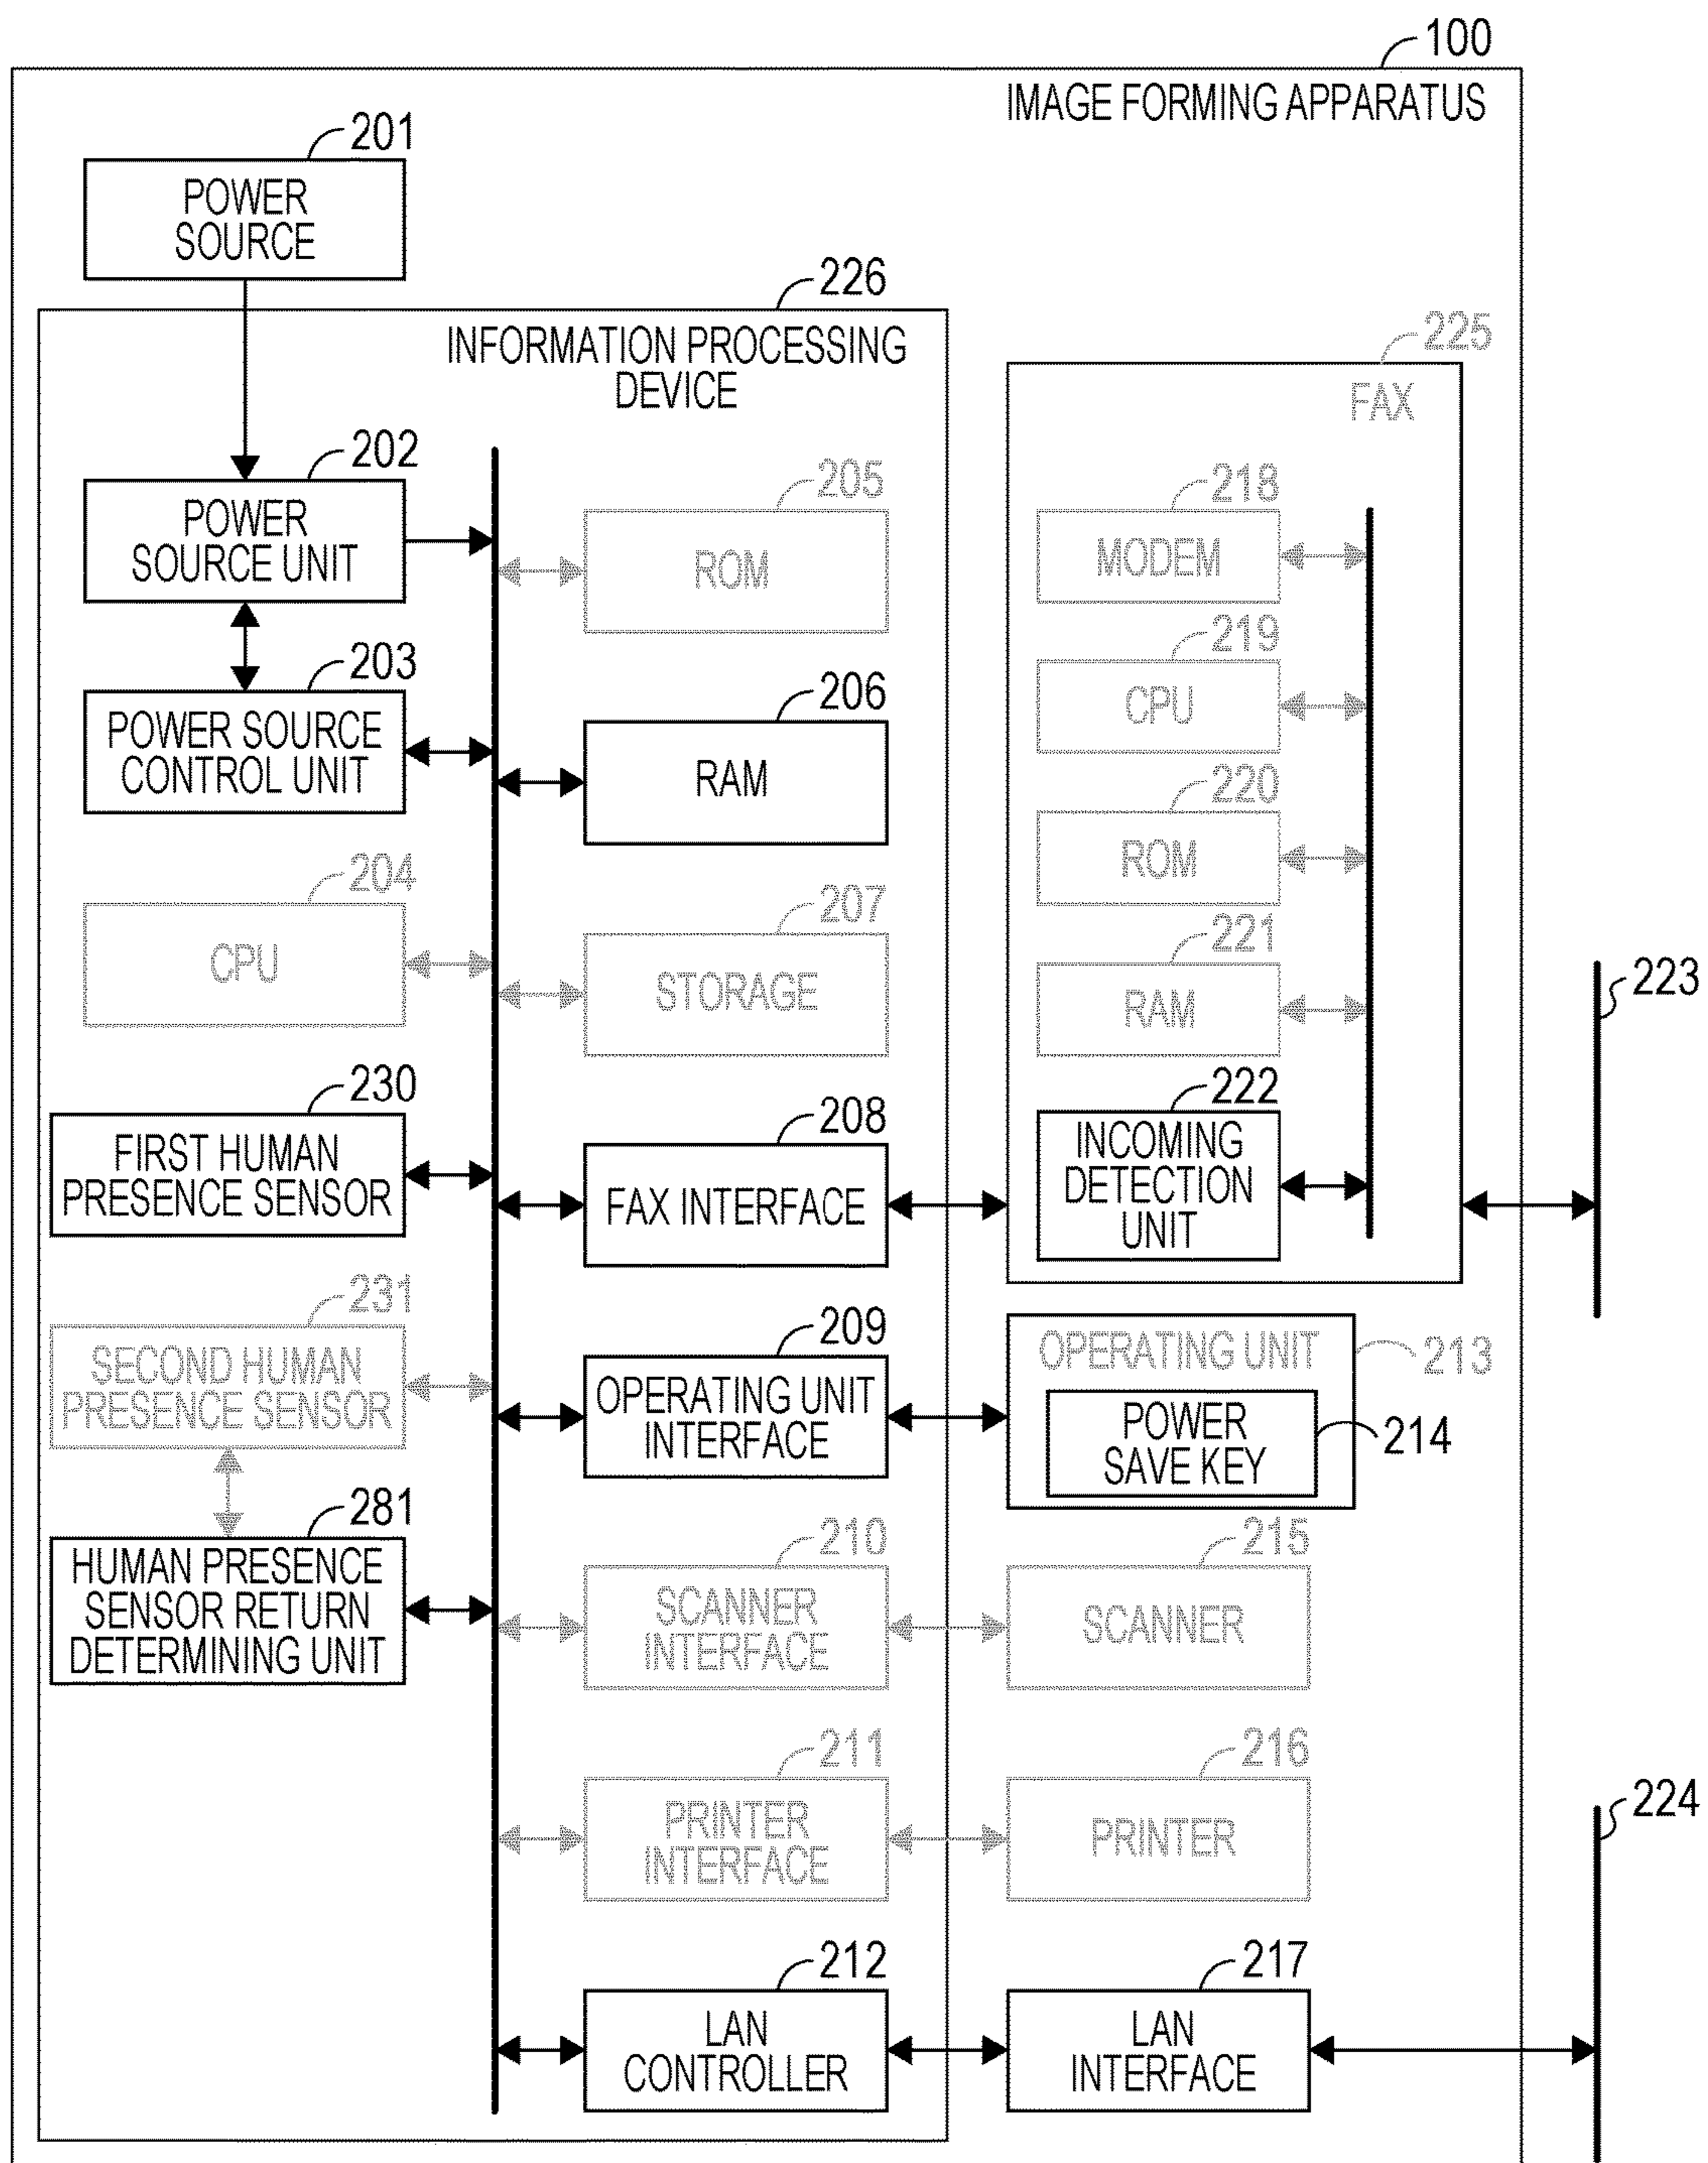 100
IMAGE FORMING APPARATUS
201
POWER
SOURCE
226
INFORMATION PROCESSING
DEVICE
225
FAX
202
POWER
SOURCE UNIT
205
ROM
218
MODEM
203
POWER SOURCE
CONTROL UNIT
206
RAM
219
CPU
220
ROM
204
CPU
207
STORAGE
221
RAM
223
230
FIRST HUMAN
PRESENCE SENSOR
208
FAX INTERFACE
222
INCOMING
DETECTION
UNIT
231
SECOND HUMAN
PRESENCE SENSOR
209
OPERATING UNIT
INTERFACE
OPERATING UNIT
213
POWER
SAVE KEY
214
281
HUMAN PRESENCE
SENSOR RETURN
DETERMINING UNIT
210
SCANNER
INTERFACE
215
SCANNER
211
PRINTER
INTERFACE
216
PRINTER
224
212
LAN
CONTROLLER
217
LAN
INTERFACE